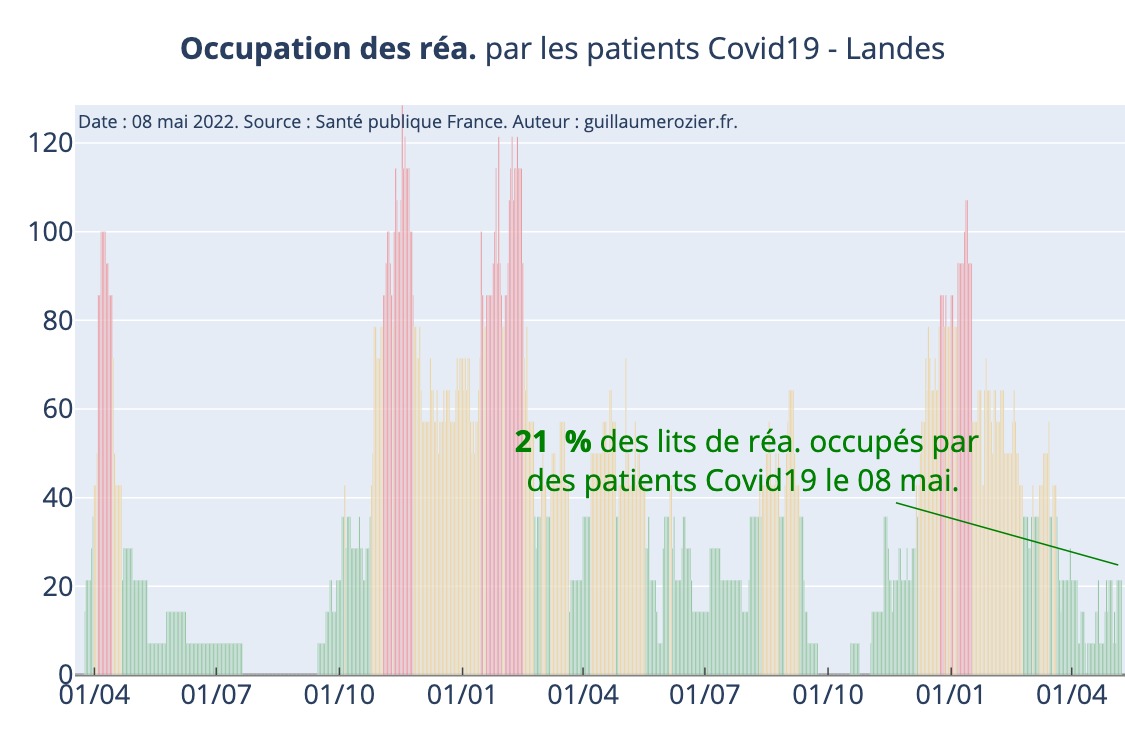 Occupation des réa. par les patients Covid19 - Landes
Date : 08 mai 2022. Source : Santé publique France. Auteur : guillaumerozier.fr.
120
100
80
60
40
20
0
21 % des lits de réa. occupés par
des patients Covid19 le 08 mai.
01/04 01/07 01/10 01/01 01/04 01/07 01/10 01/01 01/04